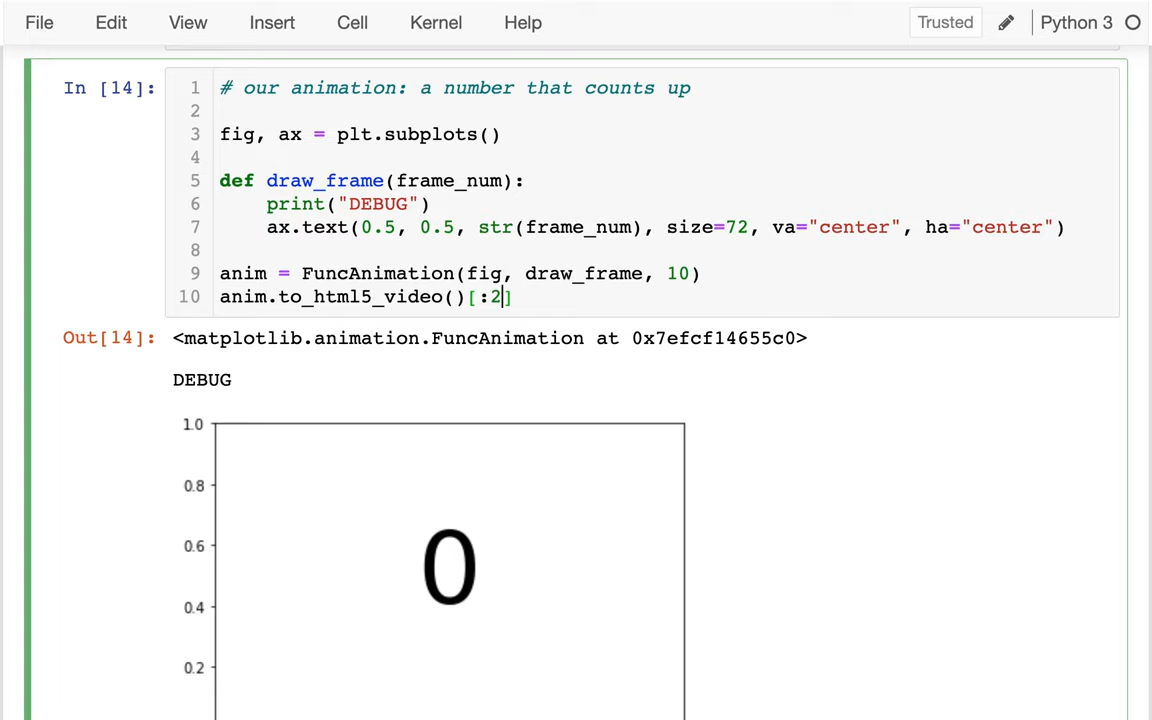 File Edit View Insert Cell Kernel Help Trusted Python 3
In [14]:
1 # our animation: a number that counts up
2
3 fig, ax = plt.subplots()
4
5 def draw_frame(frame_num):
6 print("DEBUG")
7 ax.text(0.5, 0.5, str(frame_num), size=72, va="center", ha="center")
8
9 anim = FuncAnimation(fig, draw_frame, 10)
10 anim.to_html5_video()[:2]
Out[14]: <matplotlib.animation.FuncAnimation at 0x7efcf14655c0>
DEBUG
1.0
0.8
0.6
0
0.4
0.2